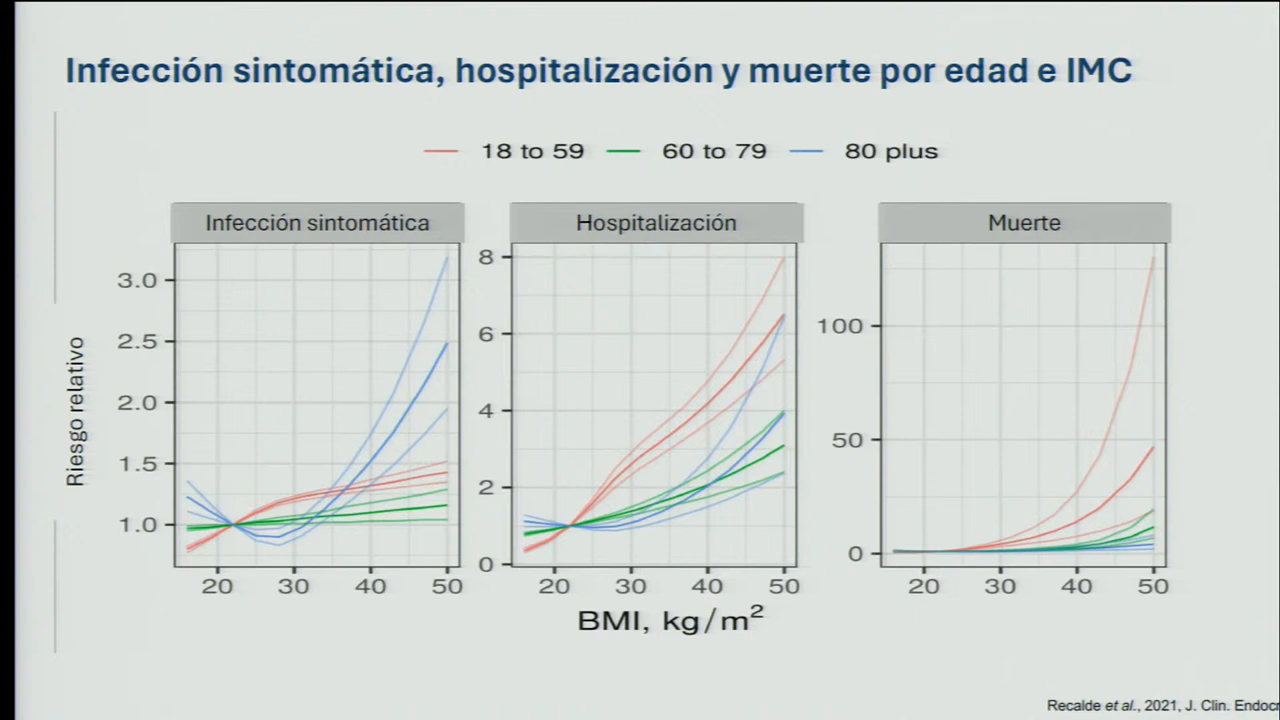 Infección sintomática, hospitalización y muerte por edad e IMC
18 to 59 60 to 79 80 plus
Infección sintomática
Hospitalización
Muerte
Riesgo relativo
3.0
2.5
2.0
1.5
1.0
20 30 40 50
8
6
4
2
0
20 30 40 50
100
50
0
20 30 40 50
BMI, kg/m²
Recalde et al., 2021, J. Clin. Endocr